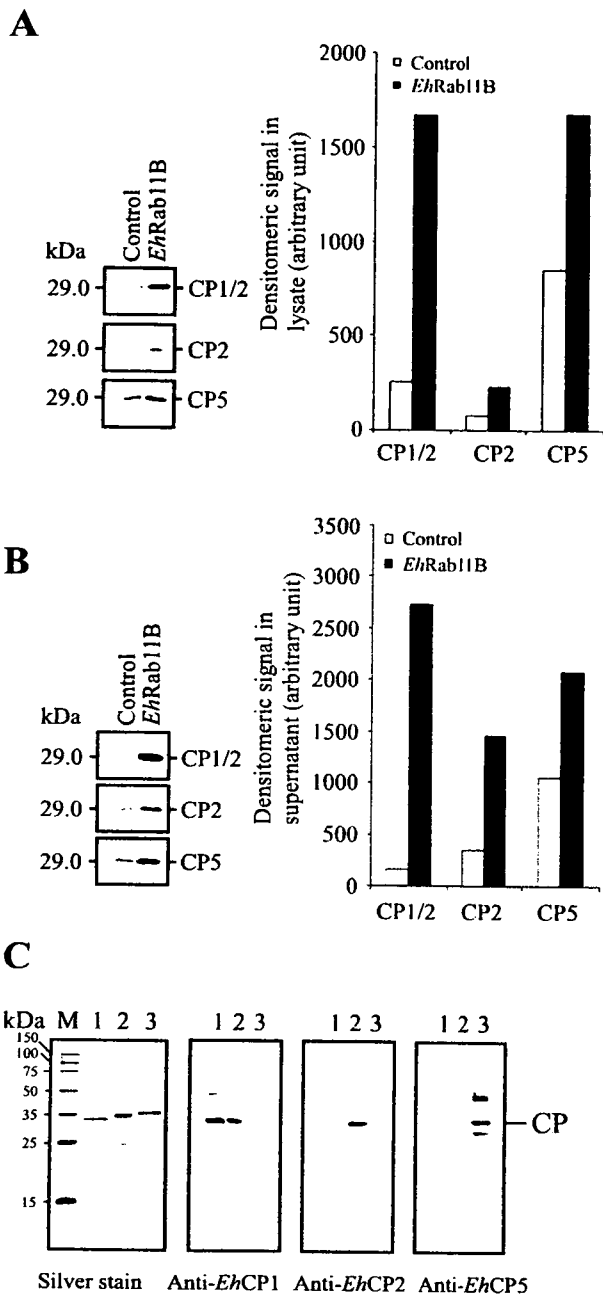 A
Control
EhRab11B
kDa
29.0
CP1/2
29.0
CP2
29.0
CP5
Densitomeric signal in
lysate (arbitrary unit)
2000
1500
1000
500
0
Control
EhRab11B
CP1/2 CP2 CP5
B
Control
EhRab11B
kDa
29.0
CP1/2
29.0
CP2
29.0
CP5
Densitomeric signal in
supernatant (arbitrary unit)
3500
3000
2500
2000
1500
1000
500
0
Control
EhRab11B
CP1/2 CP2 CP5
C
kDa M 1 2 3 1 2 3 1 2 3 1 2 3
150
100
75
50
35
25
15
CP
Silver stain Anti-EhCP1 Anti-EhCP2 Anti-EhCP5